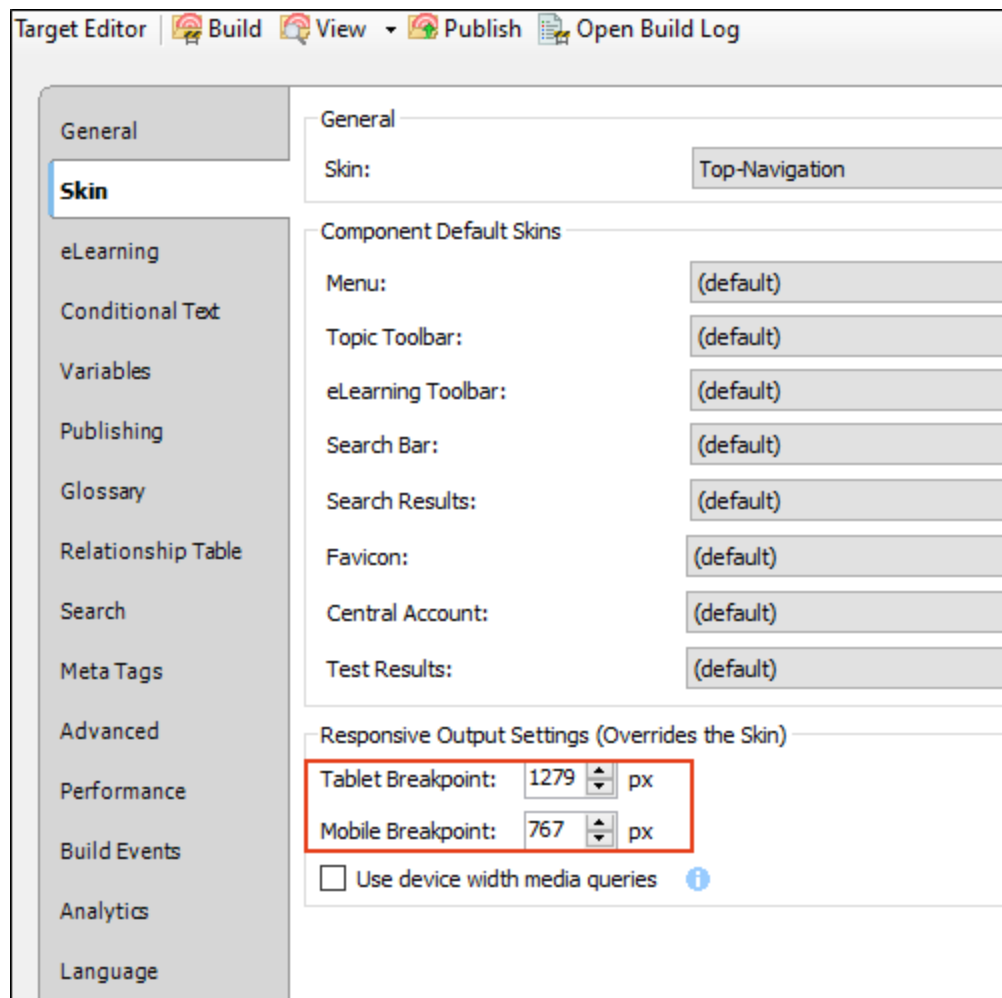 Target Editor Build View Publish Open Build Log
General
Skin
eLearning
Conditional Text
Variables
Publishing
Glossary
Relationship Table
Search
Meta Tags
Advanced
Performance
Build Events
Analytics
Language
General
Skin: Top-Navigation
Component Default Skins
Menu: (default)
Topic Toolbar: (default)
eLearning Toolbar: (default)
Search Bar: (default)
Search Results: (default)
Favicon: (default)
Central Account: (default)
Test Results: (default)
Responsive Output Settings (Overrides the Skin)
Tablet Breakpoint: 1279 px
Mobile Breakpoint: 767 px
Use device width media queries